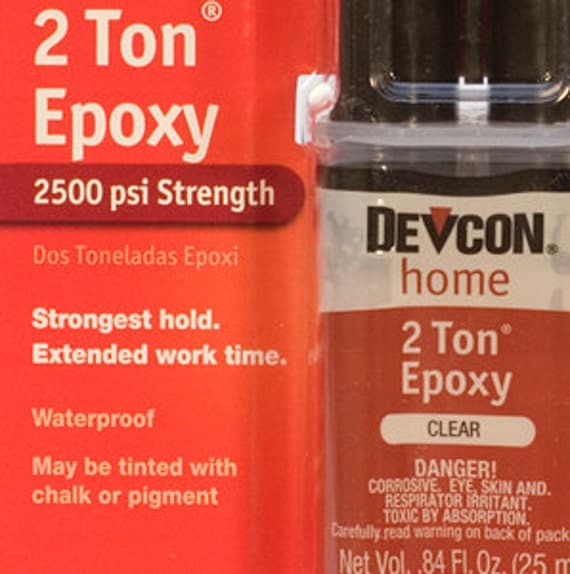 2 Ton®
Epoxy
2500 psi Strength
Dos Toneladas Epoxi
Strongest hold.
Extended work time.
Waterproof
May be tinted with
chalk or pigment
DEVCON®
home
2 Ton®
Epoxy
CLEAR
DANGER!
CORROSIVE, EYE, SKIN AND.
RESPIRATOR IRRITANT.
TOXIC BY ABSORPTION.
Carefully read warning on back of pack
Net Vol. .84 Fl. Oz. (25 m